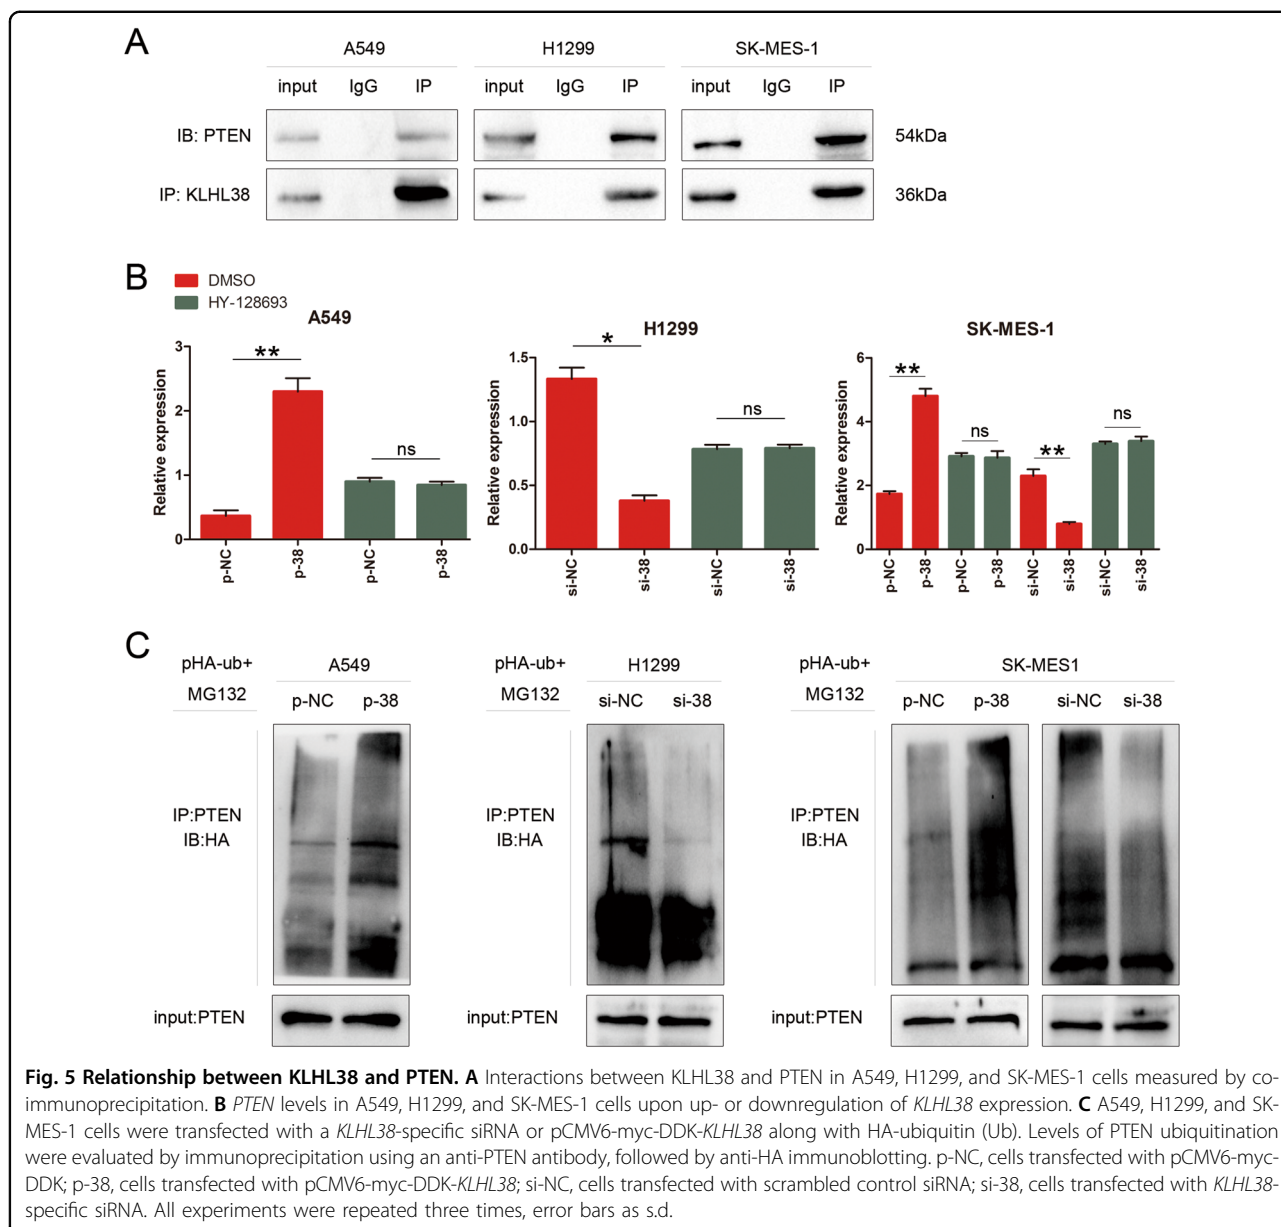 A
A549 H1299 SK-MES-1
input IgG IP input IgG IP input IgG IP
IB: PTEN 54kDa
IP: KLHL38 36kDa
B
DMSO
HY-128693
A549
Relative expression
3
2
1
0
**
ns
p-NC p-38 p-NC p-38
H1299
Relative expression
1.5
1.0
0.5
0.0
*
ns
si-NC si-38 si-NC si-38
SK-MES-1
Relative expression
6
4
2
0
**
ns
**
ns
p-NC p-38 p-NC p-38 si-NC si-38 si-NC si-38
C
pHA-ub+
MG132
A549
p-NC p-38
IP:PTEN
IB:HA
input:PTEN
pHA-ub+
MG132
H1299
si-NC si-38
IP:PTEN
IB:HA
input:PTEN
pHA-ub+
MG132
SK-MES1
p-NC p-38 si-NC si-38
IP:PTEN
IB:HA
input:PTEN
Fig. 5 Relationship between KLHL38 and PTEN. A Interactions between KLHL38 and PTEN in A549, H1299, and SK-MES-1 cells measured by co-
immunoprecipitation. B PTEN levels in A549, H1299, and SK-MES-1 cells upon up- or downregulation of KLHL38 expression. C A549, H1299, and SK-
MES-1 cells were transfected with a KLHL38-specific siRNA or pCMV6-myc-DDK-KLHL38 along with HA-ubiquitin (Ub). Levels of PTEN ubiquitination
were evaluated by immunoprecipitation using an anti-PTEN antibody, followed by anti-HA immunoblotting. p-NC, cells transfected with pCMV6-myc-
DDK; p-38, cells transfected with pCMV6-myc-DDK-KLHL38; si-NC, cells transfected with scrambled control siRNA; si-38, cells transfected with KLHL38-
specific siRNA. All experiments were repeated three times, error bars as s.d.